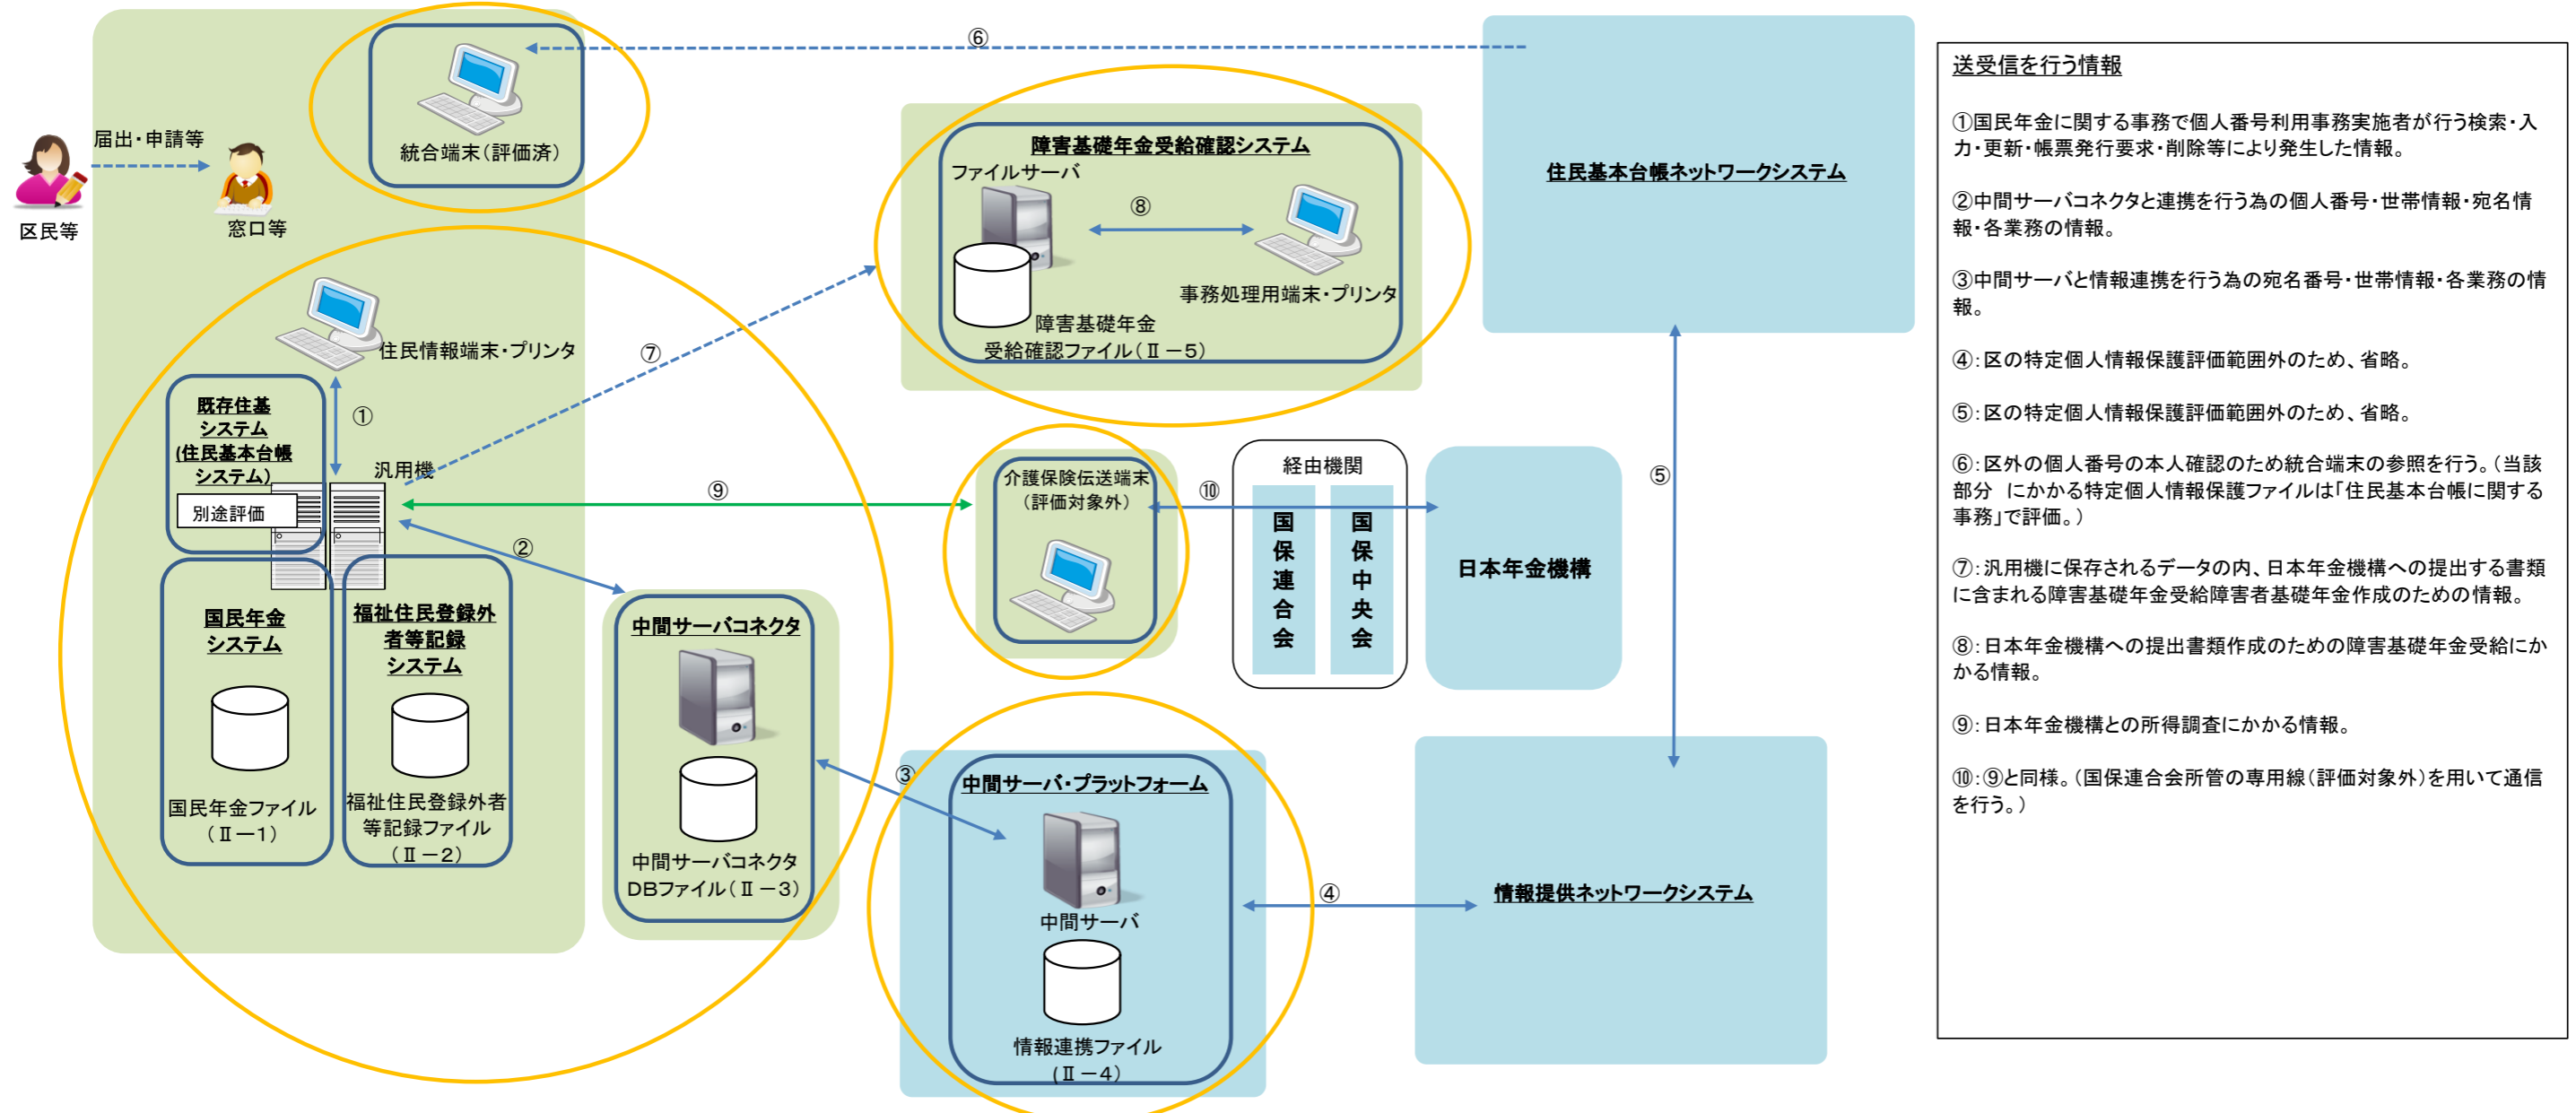 ⑥
統合端末（評価済）
届出・申請等
区民等
窓口等
住民情報端末・プリンタ
①
既存住基
システム
(住民基本台帳
システム)
別途評価
汎用機
国民年金
システム
国民年金ファイル
（Ⅱ－1）
福祉住民登録外
者等記録
システム
福祉住民登録外者
等記録ファイル
（Ⅱ－2）
②
⑦
⑨
中間サーバコネクタ
中間サーバコネクタ
DBファイル（Ⅱ－3）
③
障害基礎年金受給確認システム
ファイルサーバ
⑧
事務処理用端末・プリンタ
障害基礎年金
受給確認ファイル（Ⅱ－5）
介護保険伝送端末
（評価対象外）
⑩
経由機関
国保連合会
国保中央会
日本年金機構
中間サーバ・プラットフォーム
中間サーバ
情報連携ファイル
(Ⅱ－4)
④
住民基本台帳ネットワークシステム
⑤
情報提供ネットワークシステム
送受信を行う情報
①国民年金に関する事務で個人番号利用事務実施者が行う検索・入
力・更新・帳票発行要求・削除等により発生した情報。
②中間サーバコネクタと連携を行う為の個人番号・世帯情報・宛名情
報・各業務の情報。
③中間サーバと情報連携を行う為の宛名番号・世帯情報・各業務の情
報。
④：区の特定個人情報保護評価範囲外のため、省略。
⑤：区の特定個人情報保護評価範囲外のため、省略。
⑥：区外の個人番号の本人確認のため統合端末の参照を行う。（当該
部分　にかかる特定個人情報保護ファイルは「住民基本台帳に関する
事務」で評価。）
⑦：汎用機に保存されるデータの内、日本年金機構への提出する書類
に含まれる障害基礎年金受給障害者基礎年金作成のための情報。
⑧：日本年金機構への提出書類作成のための障害基礎年金受給にか
かる情報。
⑨：日本年金機構との所得調査にかかる情報。
⑩：⑨と同様。（国保連合会所管の専用線（評価対象外）を用いて通信
を行う。）